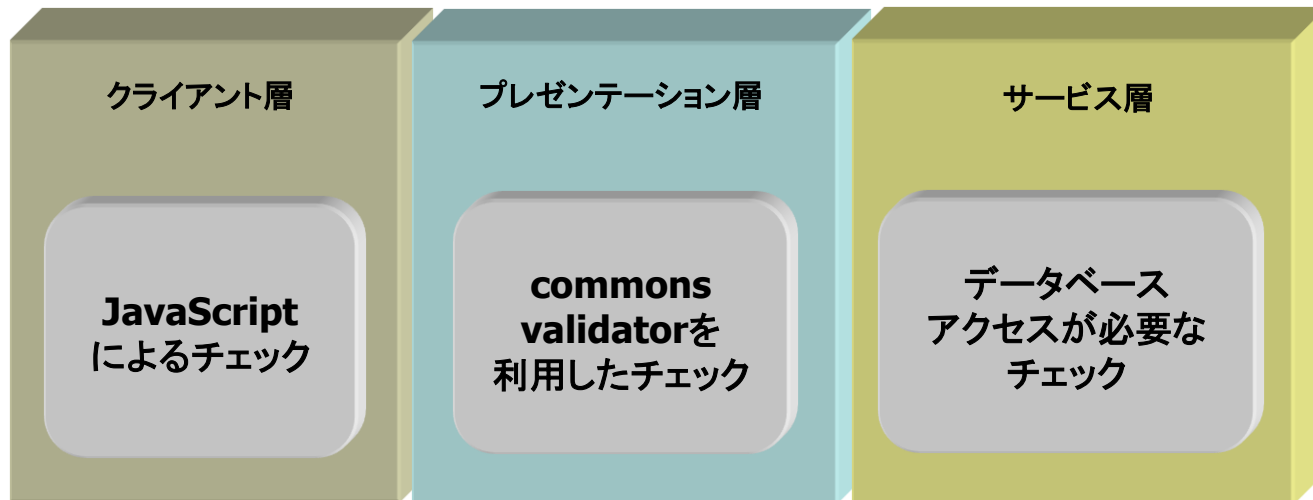 クライアント層
プレゼンテーション層
サービス層
JavaScript
によるチェック
commons
validatorを
利用したチェック
データベース
アクセスが必要な
チェック